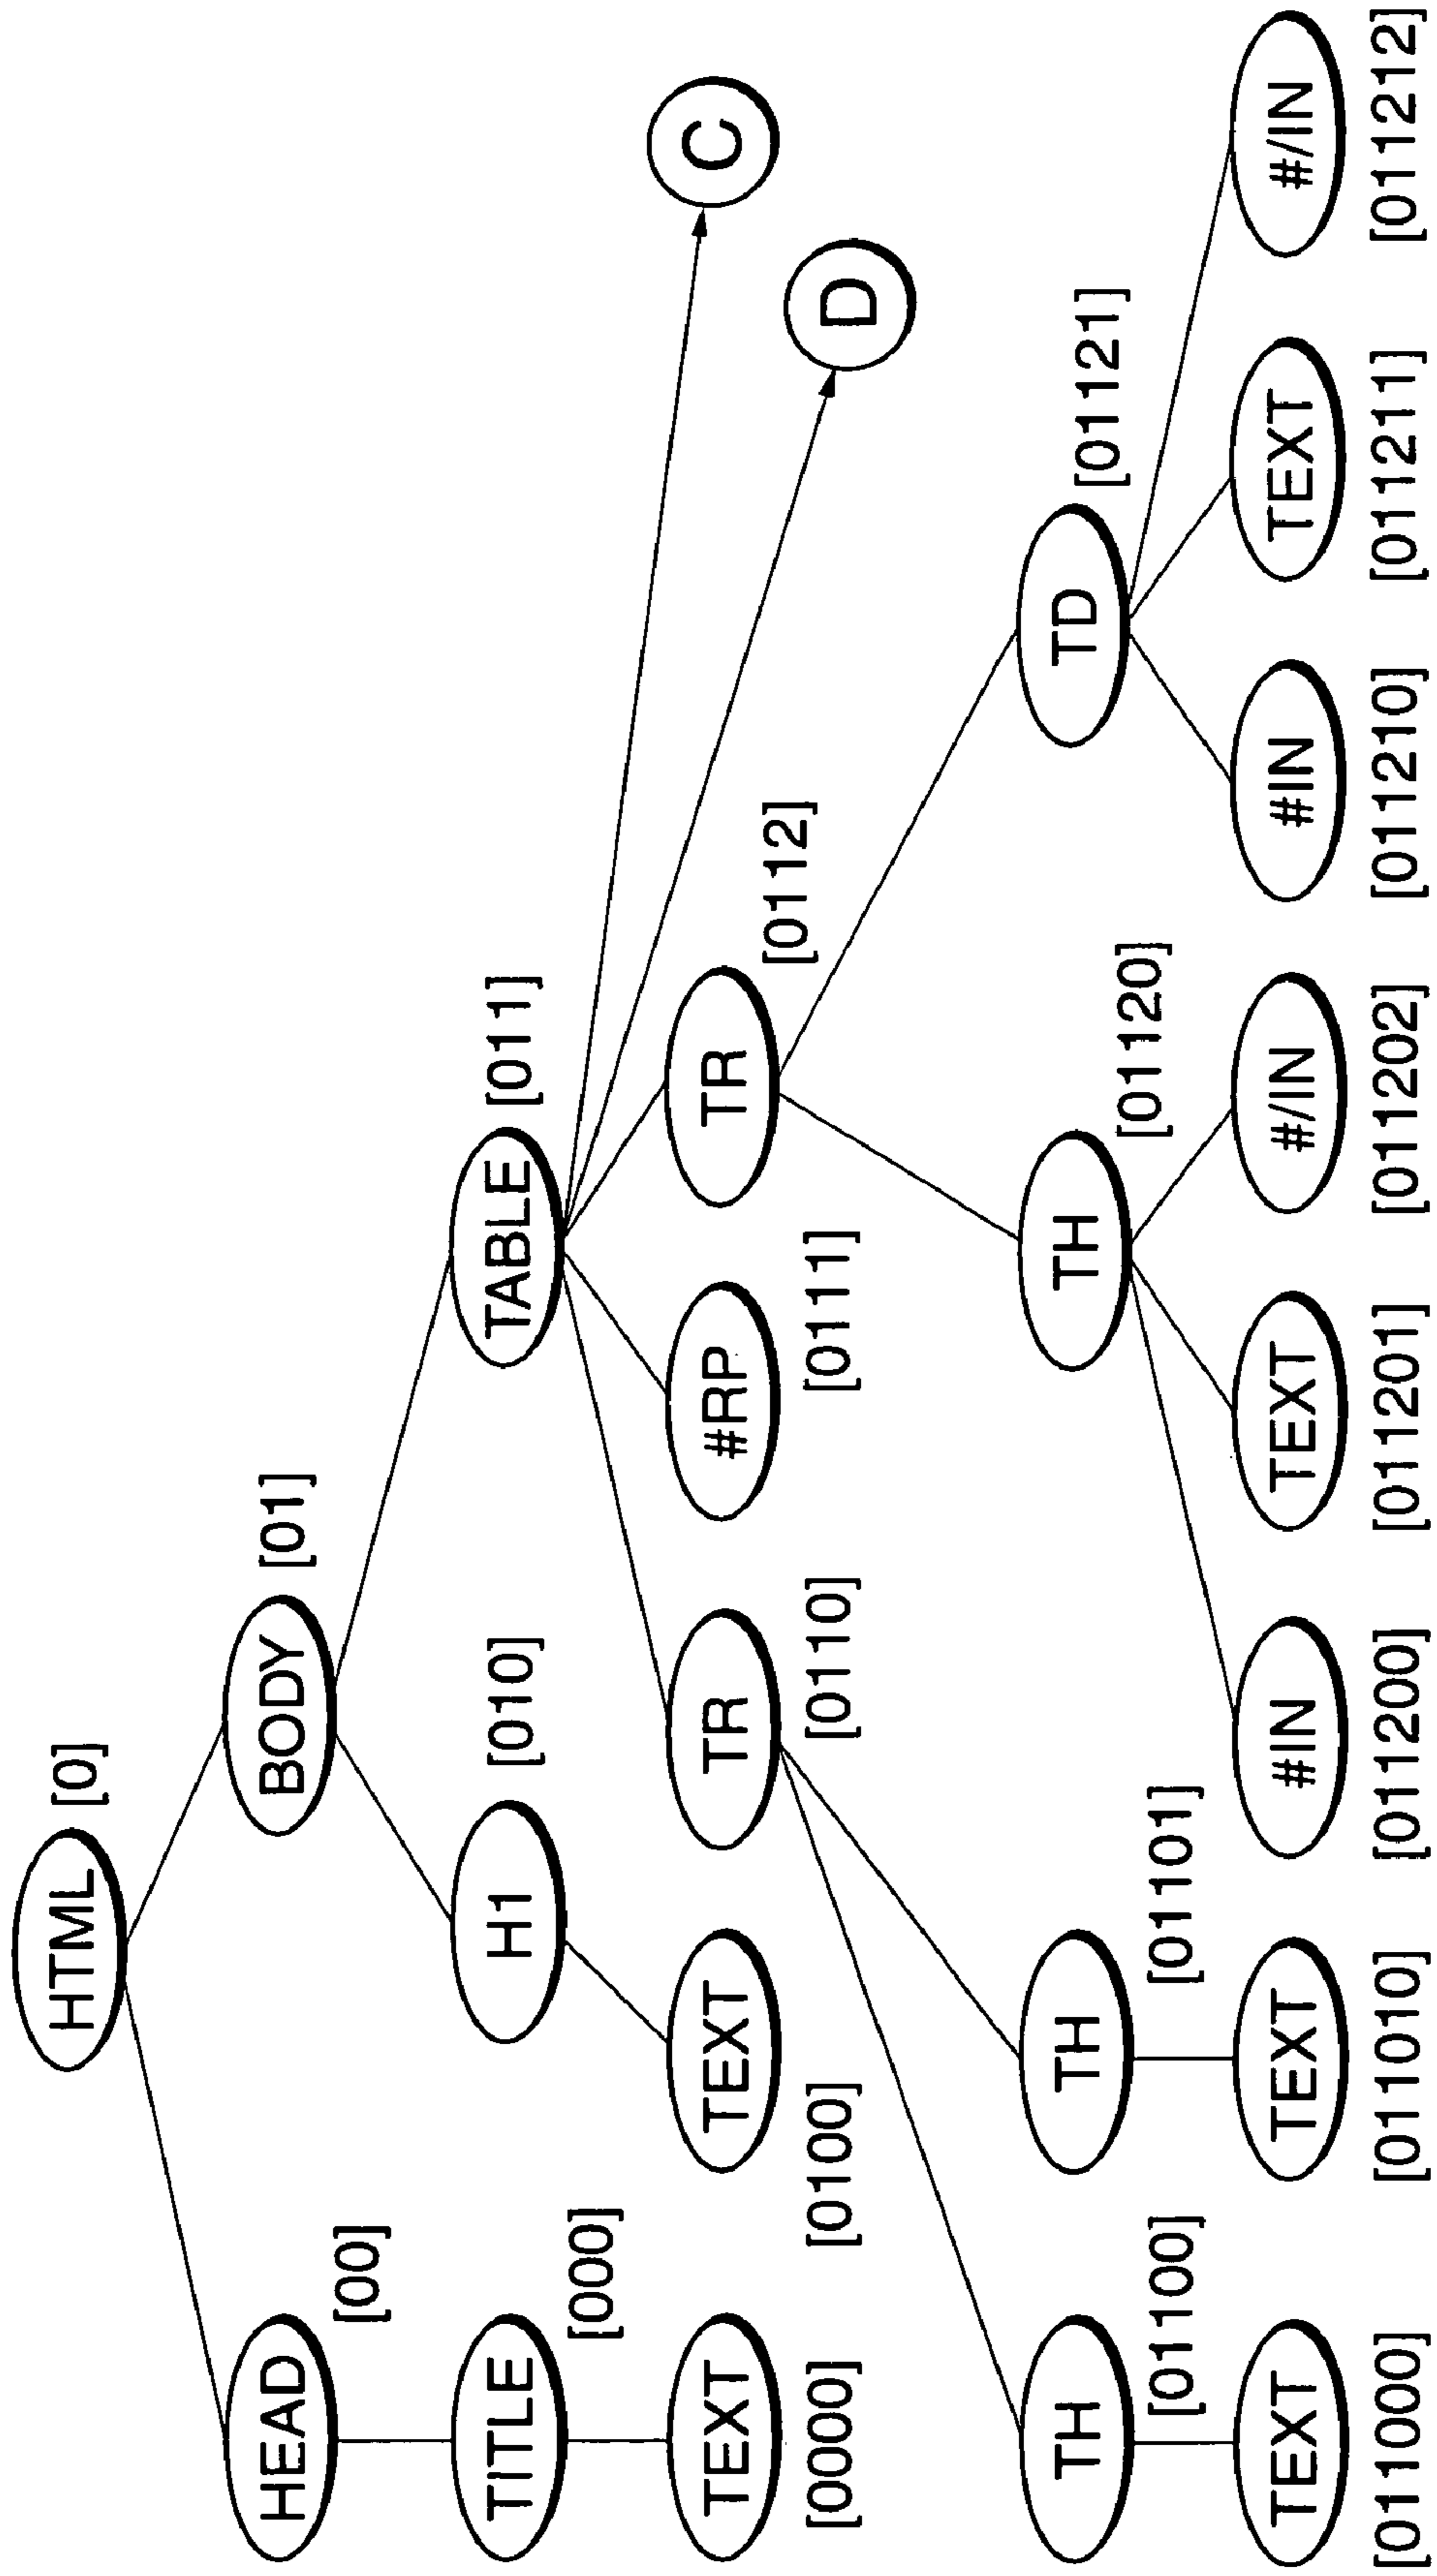 HTML [0]
HEAD [00]
BODY [01]
TITLE [000]
H1 [010]
TABLE [011]
TEXT [0000]
TEXT [0100]
TR [0110]
#RP [0111]
TR [0112]
D
C
TH [01100]
TH [01101]
TH [01120]
TD [01121]
TEXT [011000]
TEXT [011010]
#IN [011200]
TEXT [011201]
#/IN [011202]
#IN [011210]
TEXT [011211]
#/IN [011212]